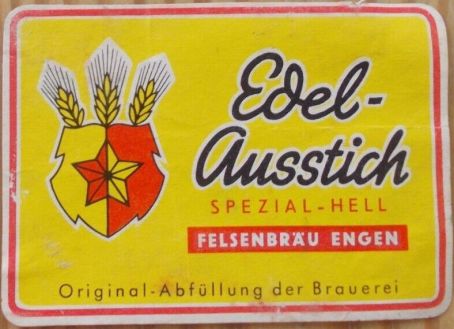 Edel-
Ausstich
SPEZIAL-HELL
FELSENBRÄU ENGEN
Original-Abfüllung der Brauerei